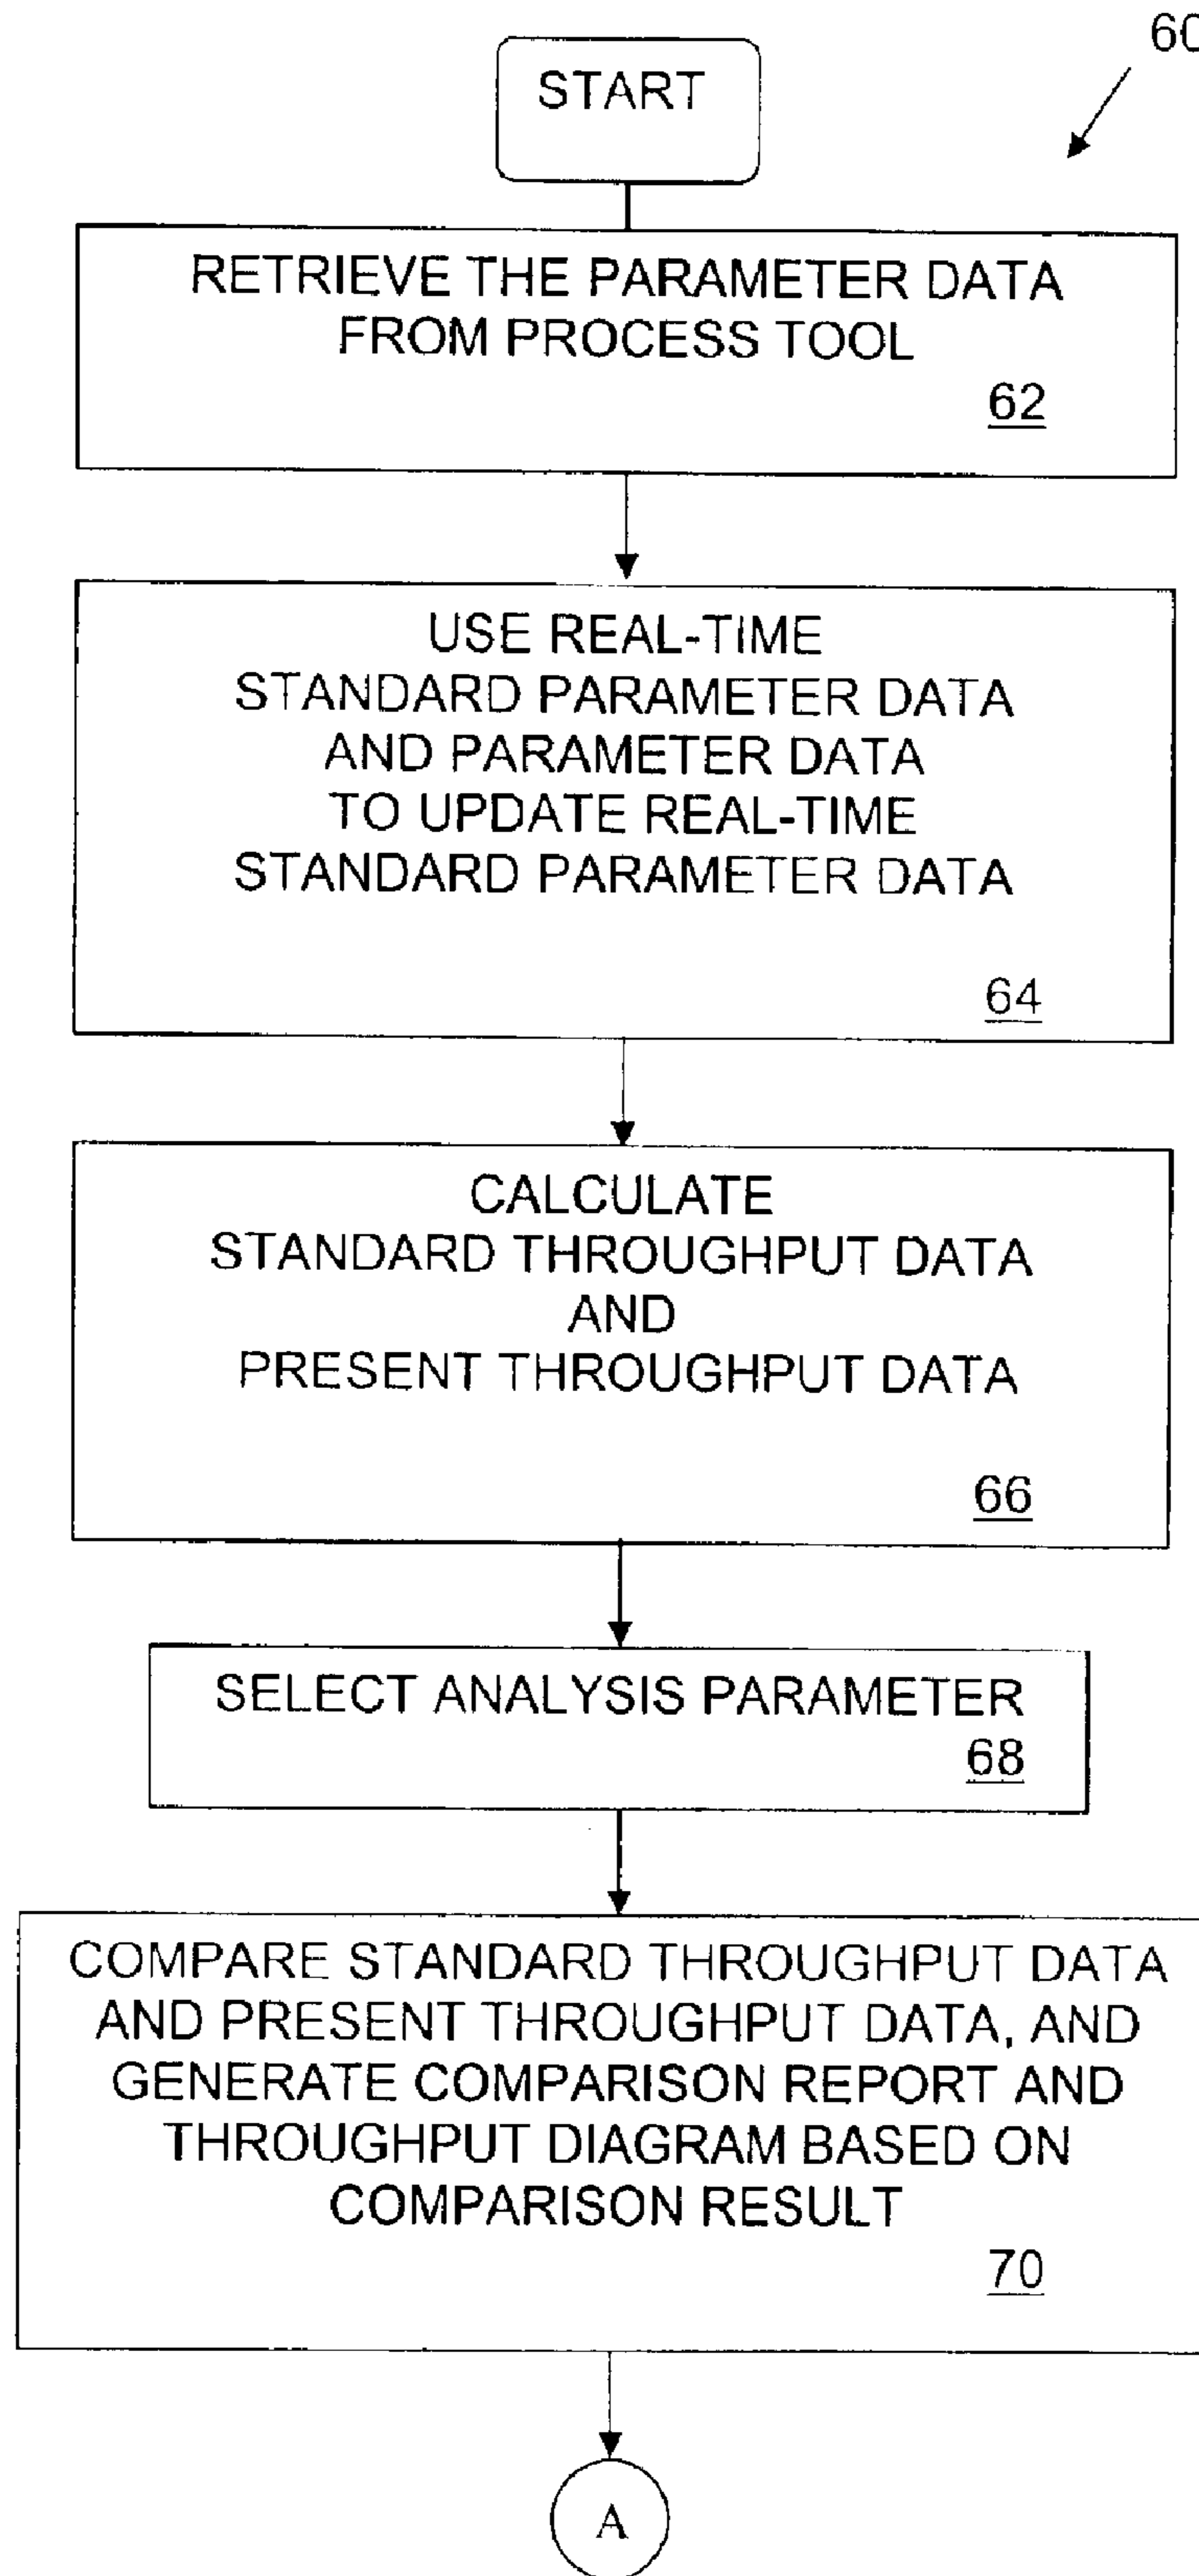 60
START
RETRIEVE THE PARAMETER DATA
FROM PROCESS TOOL
62
USE REAL-TIME
STANDARD PARAMETER DATA
AND PARAMETER DATA
TO UPDATE REAL-TIME
STANDARD PARAMETER DATA
64
CALCULATE
STANDARD THROUGHPUT DATA
AND
PRESENT THROUGHPUT DATA
66
SELECT ANALYSIS PARAMETER
68
COMPARE STANDARD THROUGHPUT DATA
AND PRESENT THROUGHPUT DATA, AND
GENERATE COMPARISON REPORT AND
THROUGHPUT DIAGRAM BASED ON
COMPARISON RESULT
70
A